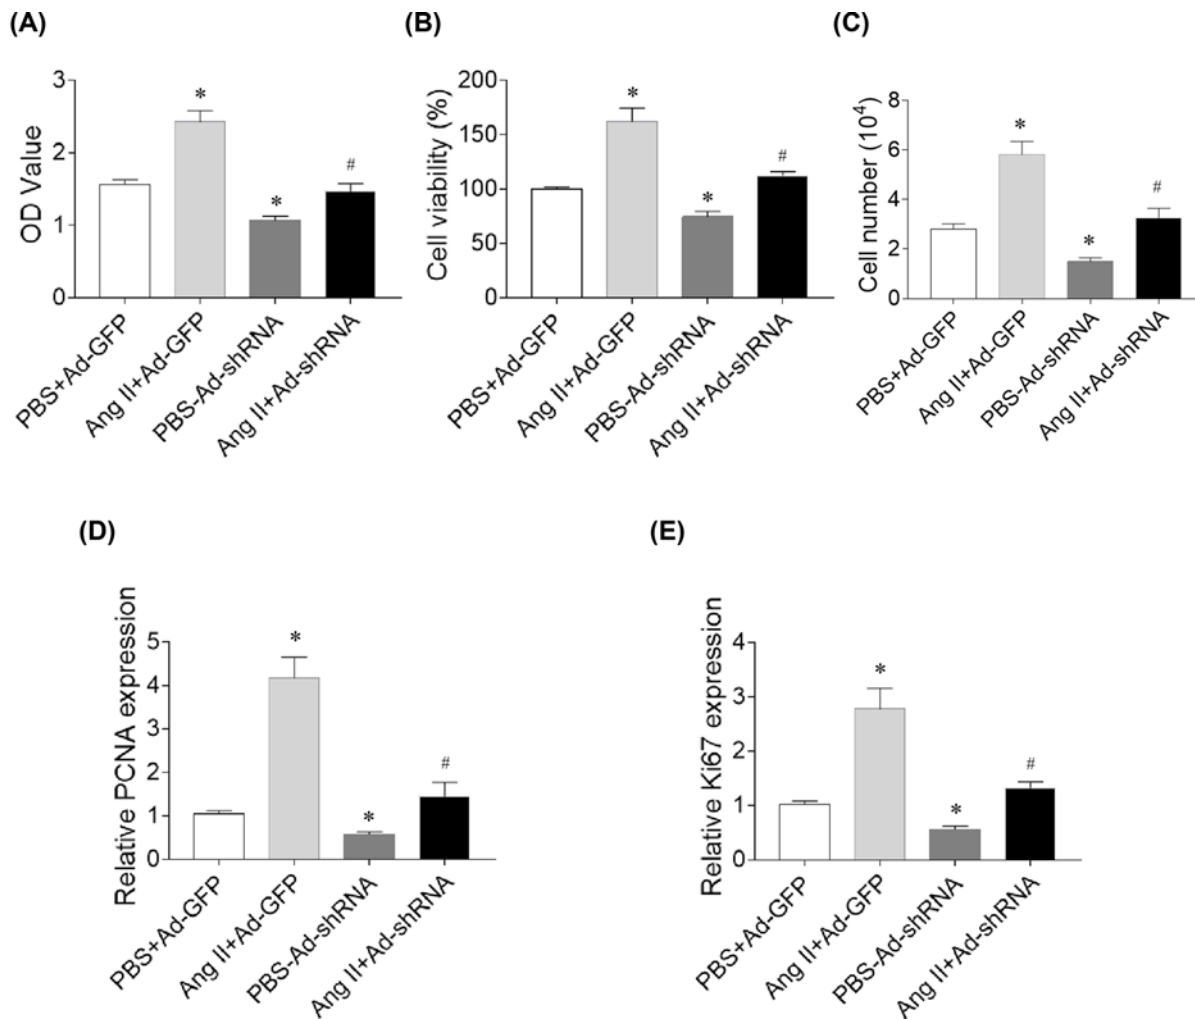 (A)
OD Value
3
2
1
0
*
*
#
PBS+Ad-GFP
Ang II+Ad-GFP
PBS-Ad-shRNA
Ang II+Ad-shRNA
(B)
Cell viability (%)
200
150
100
50
0
*
*
#
PBS+Ad-GFP
Ang II+Ad-GFP
PBS-Ad-shRNA
Ang II+Ad-shRNA
(C)
Cell number (10⁴)
8
6
4
2
0
*
*
#
PBS+Ad-GFP
Ang II+Ad-GFP
PBS-Ad-shRNA
Ang II+Ad-shRNA
(D)
Relative PCNA expression
5
4
3
2
1
0
*
*
#
PBS+Ad-GFP
Ang II+Ad-GFP
PBS-Ad-shRNA
Ang II+Ad-shRNA
(E)
Relative Ki67 expression
4
3
2
1
0
*
*
#
PBS+Ad-GFP
Ang II+Ad-GFP
PBS-Ad-shRNA
Ang II+Ad-shRNA